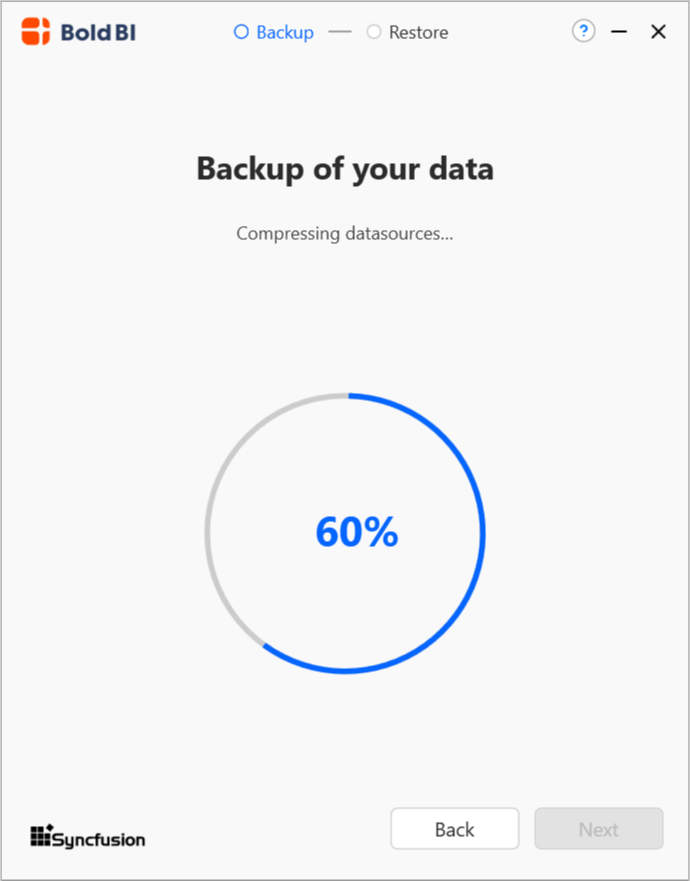 Bold BI Backup Restore ?
Backup of your data
Compressing datasources...
60%
Back Next
Syncfusion